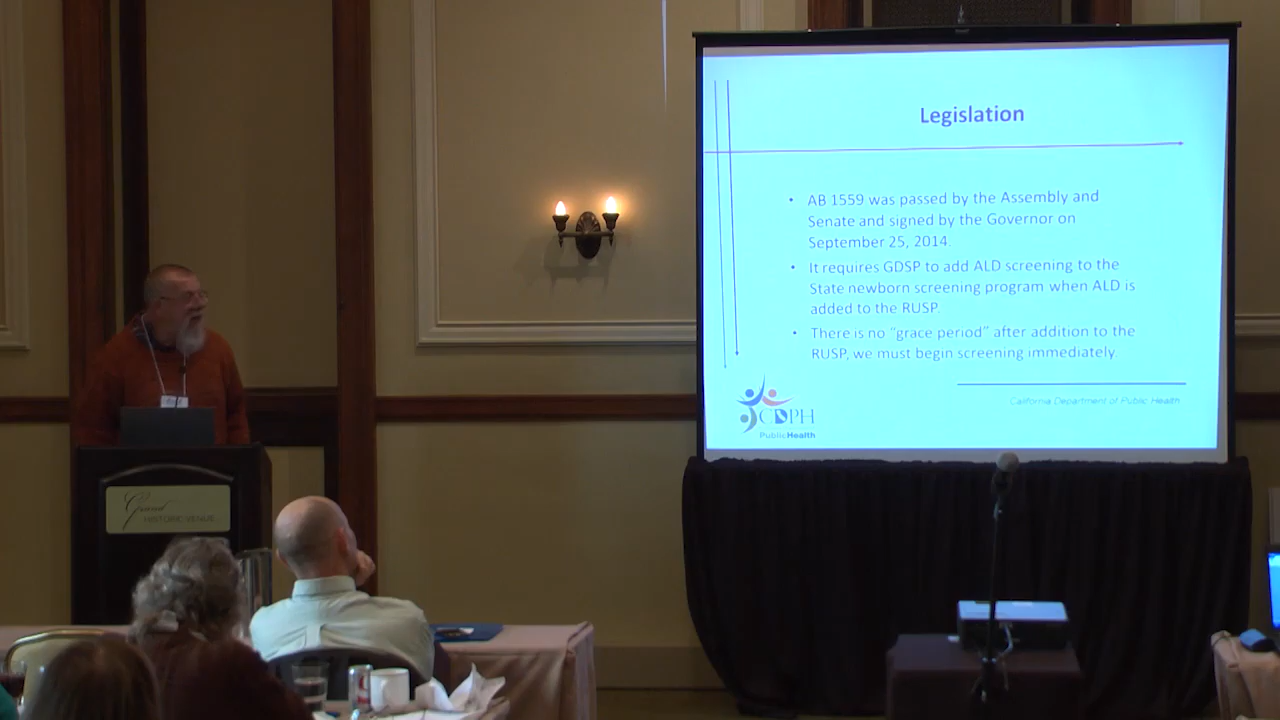 Legislation
• AB 1559 was passed by the Assembly and
Senate and signed by the Governor on
September 25, 2014.
• It requires GDSP to add ALD screening to the
State newborn screening program when ALD is
added to the RUSP.
• There is no “grace period” after addition to the
RUSP, we must begin screening immediately.
California Department of Public Health
CDPH
PublicHealth
Grand
HISTORIC VENUE